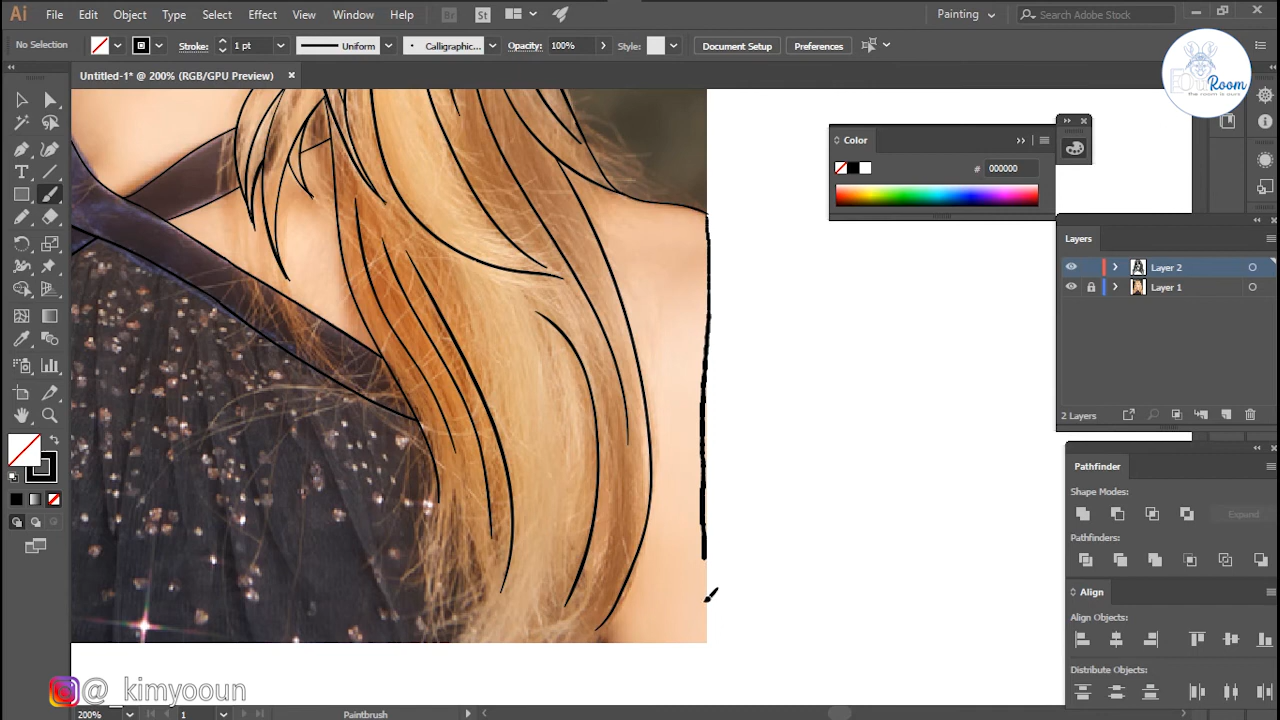 Ai File Edit Object Type Select Effect View Window Help Br St Painting Search Adobe Stock
No Selection Stroke: 1 pt Uniform Calligraphic... Opacity: 100% Style: Document Setup Preferences
Untitled-1* @ 200% (RGB/GPU Preview)
Room
Color
# 000000
Layers
Layer 2
Layer 1
2 Layers
Pathfinder
Shape Modes:
Expand
Pathfinders:
Align
Align Objects:
Distribute Objects:
@_kimyooun
200% 1 Paintbrush